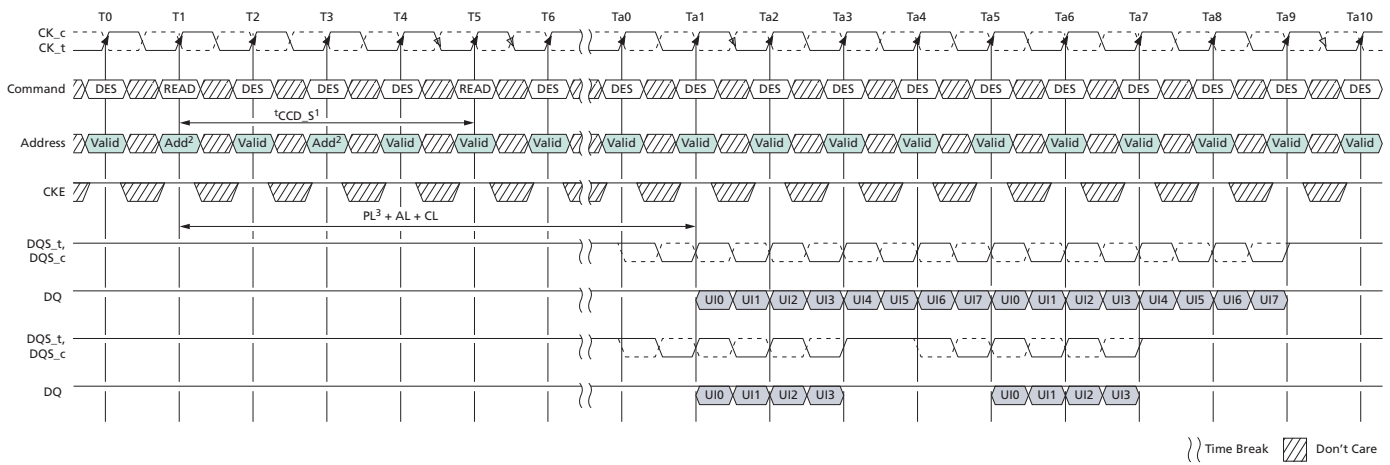 T0 T1 T2 T3 T4 T5 T6 Ta0 Ta1 Ta2 Ta3 Ta4 Ta5 Ta6 Ta7 Ta8 Ta9 Ta10
CK_c
CK_t
Command DES READ DES DES DES READ DES DES DES DES DES DES DES DES DES DES DES DES
tCCD_S1
Address Valid Add2 Valid Add2 Valid Valid Valid Valid Valid Valid Valid Valid Valid Valid Valid Valid Valid Valid
CKE
PL3 + AL + CL
DQS_t,
DQS_c
DQ UI0 UI1 UI2 UI3 UI4 UI5 UI6 UI7 UI0 UI1 UI2 UI3 UI4 UI5 UI6 UI7
DQS_t,
DQS_c
DQ UI0 UI1 UI2 UI3 UI0 UI1 UI2 UI3
Time Break Don't Care